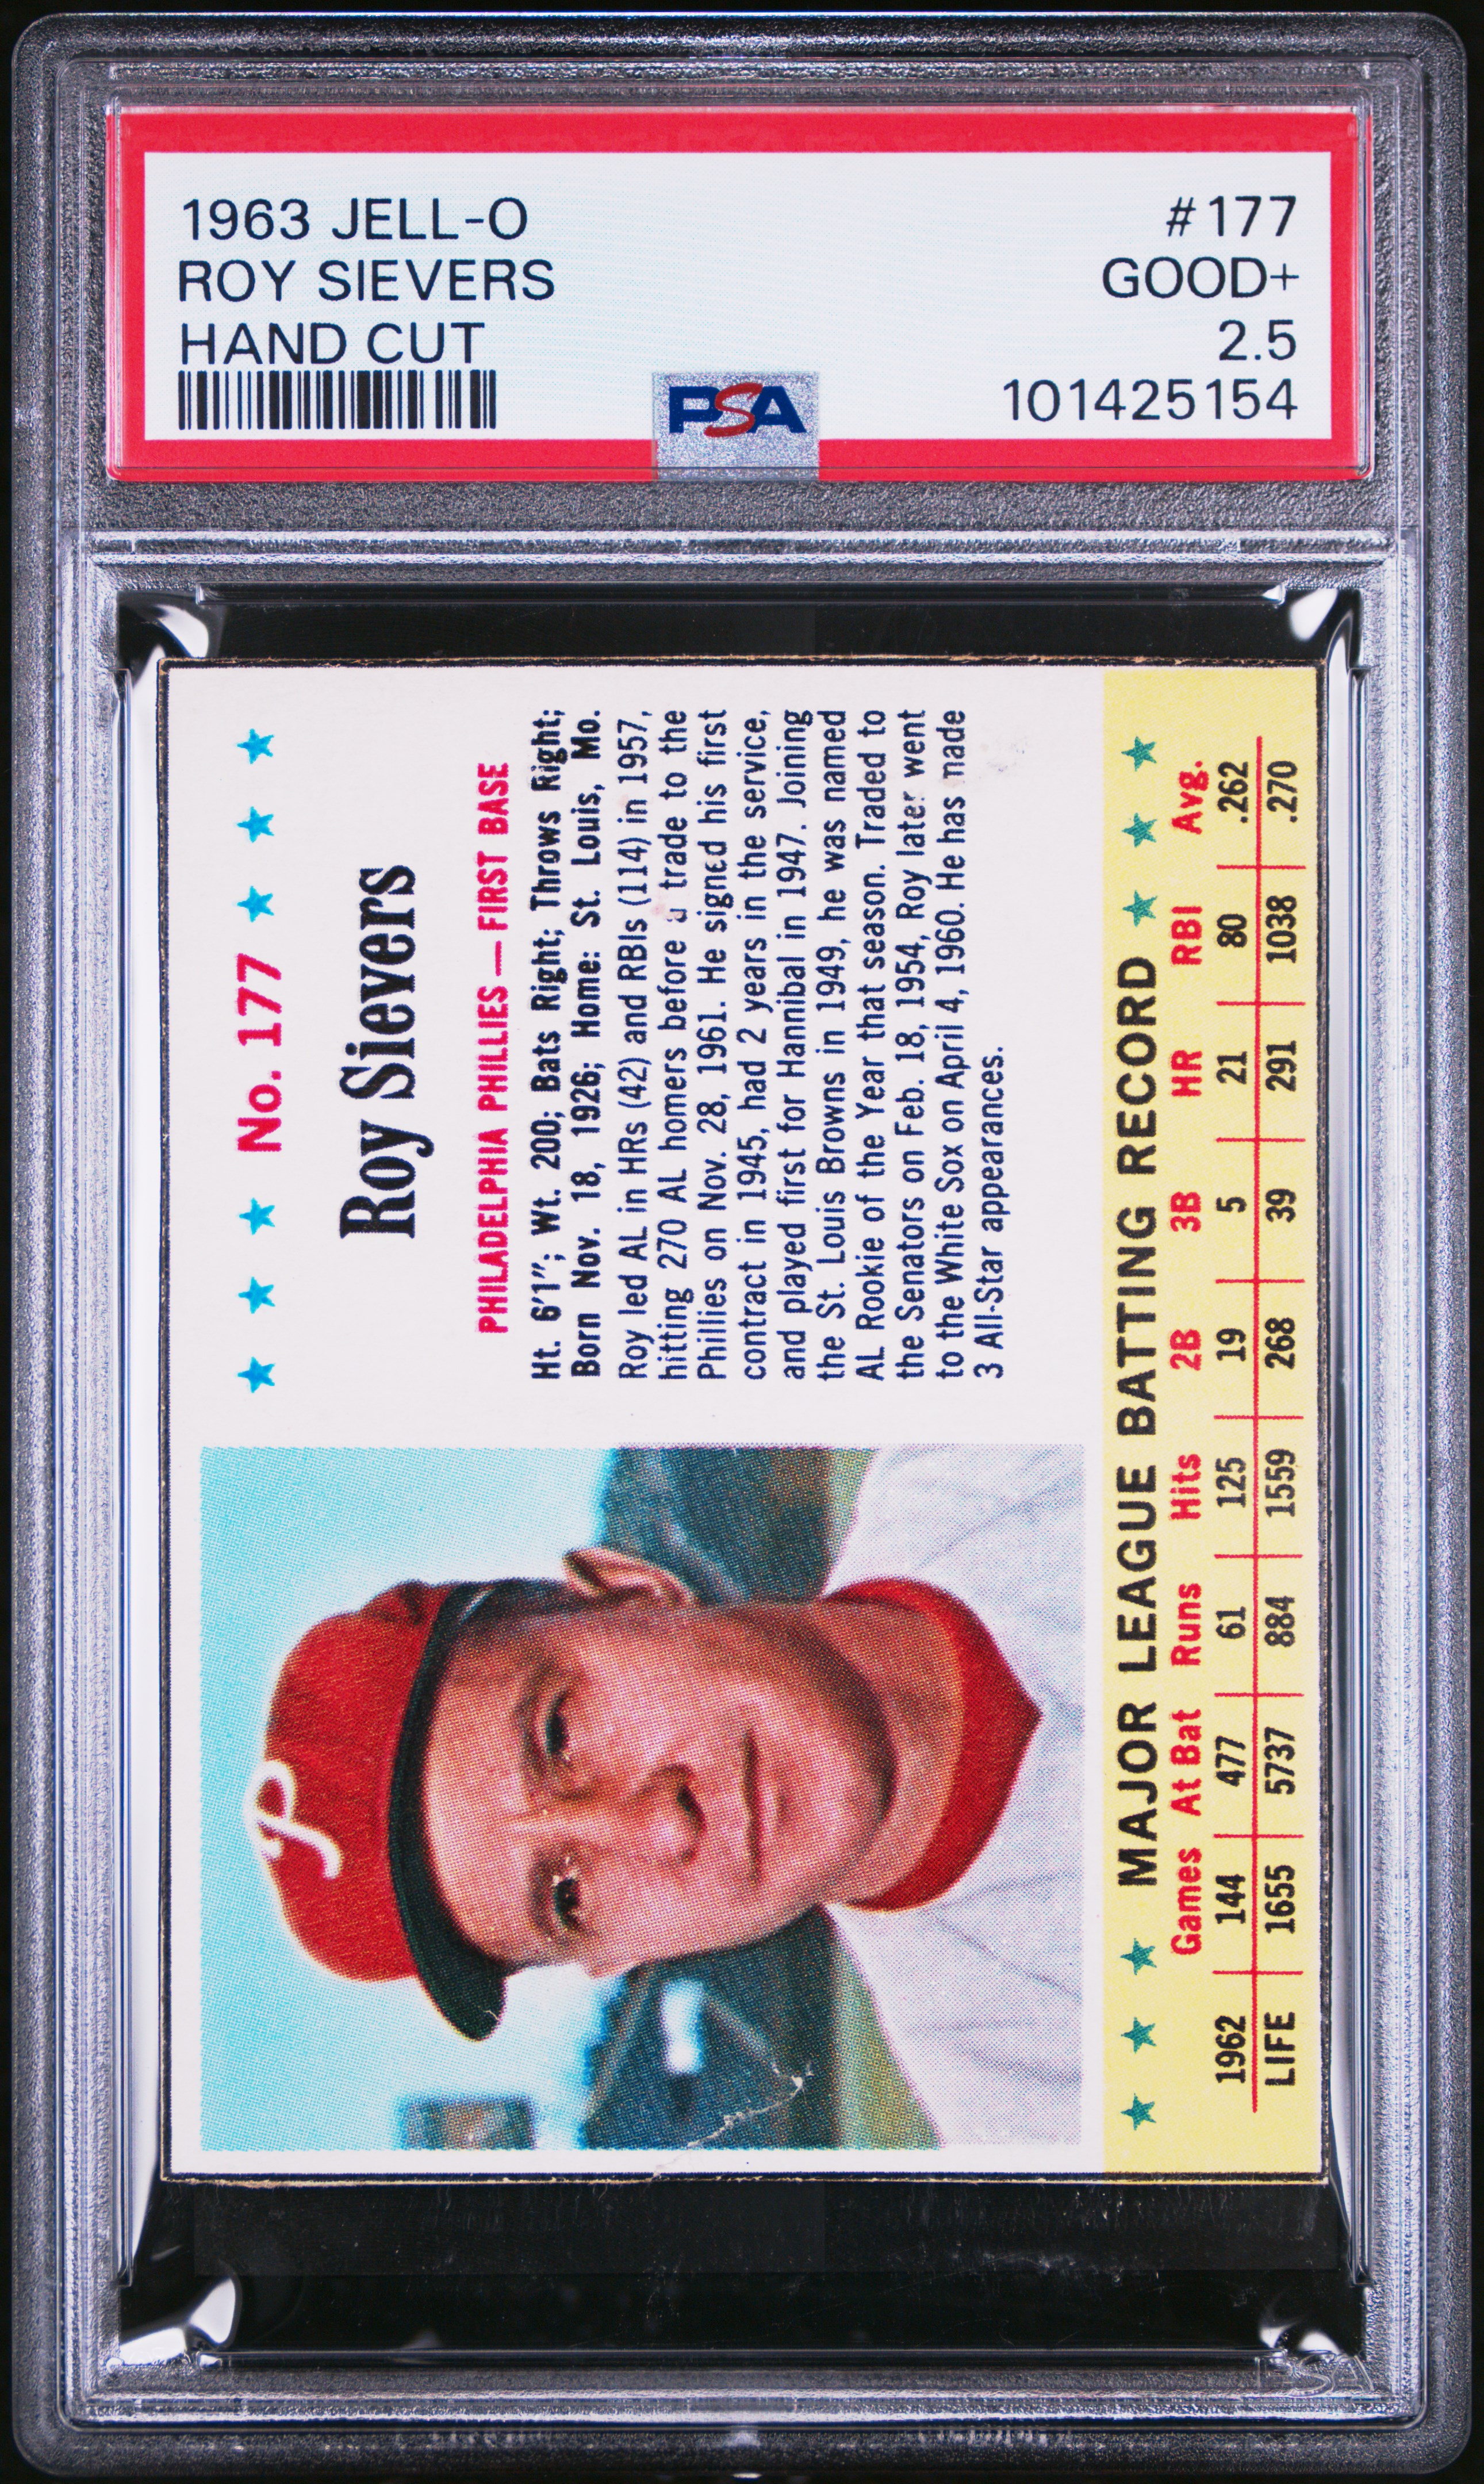 1963 JELL-O
#177
ROY SIEVERS
GOOD+
HAND CUT
2.5
PSA
101425154
No. 177
Roy Sievers
PHILADELPHIA PHILLIES—FIRST BASE
Ht. 6'1"; Wt. 200; Bats Right; Throws Right;
Born Nov. 18, 1926; Home: St. Louis, Mo.
Roy led AL in HRs (42) and RBIs (114) in 1957,
hitting 270 AL homers before a trade to the
Phillies on Nov. 28, 1961. He signed his first
contract in 1945, had 2 years in the service,
and played first for Hannibal in 1947. Joining
the St. Louis Browns in 1949, he was named
AL Rookie of the Year that season. Traded to
the Senators on Feb. 18, 1954, Roy later went
to the White Sox on April 4, 1960. He has made
3 All-Star appearances.
P
MAJOR LEAGUE BATTING RECORD
Games At Bat Runs Hits 2B 3B HR RBI Avg.
1962 144 477 61 125 19 5 21 80 .262
LIFE 1655 5737 884 1559 268 39 291 1038 .270
PSA